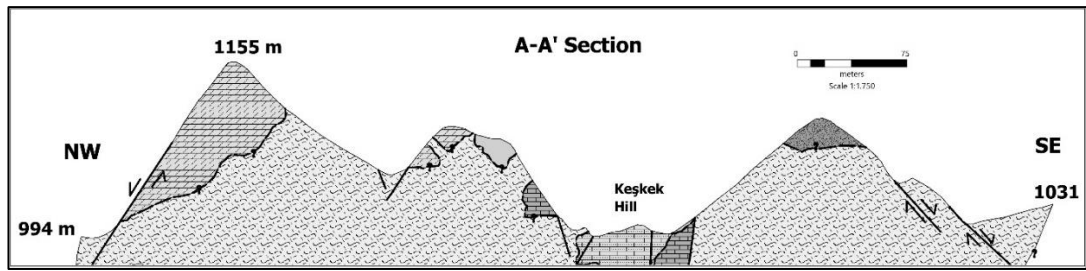 1155 m
A-A' Section
0 75
meters
Scale 1:1.750
NW
SE
Keşkek
Hill
1031
994 m
? ? ? ? ? ? ? ?